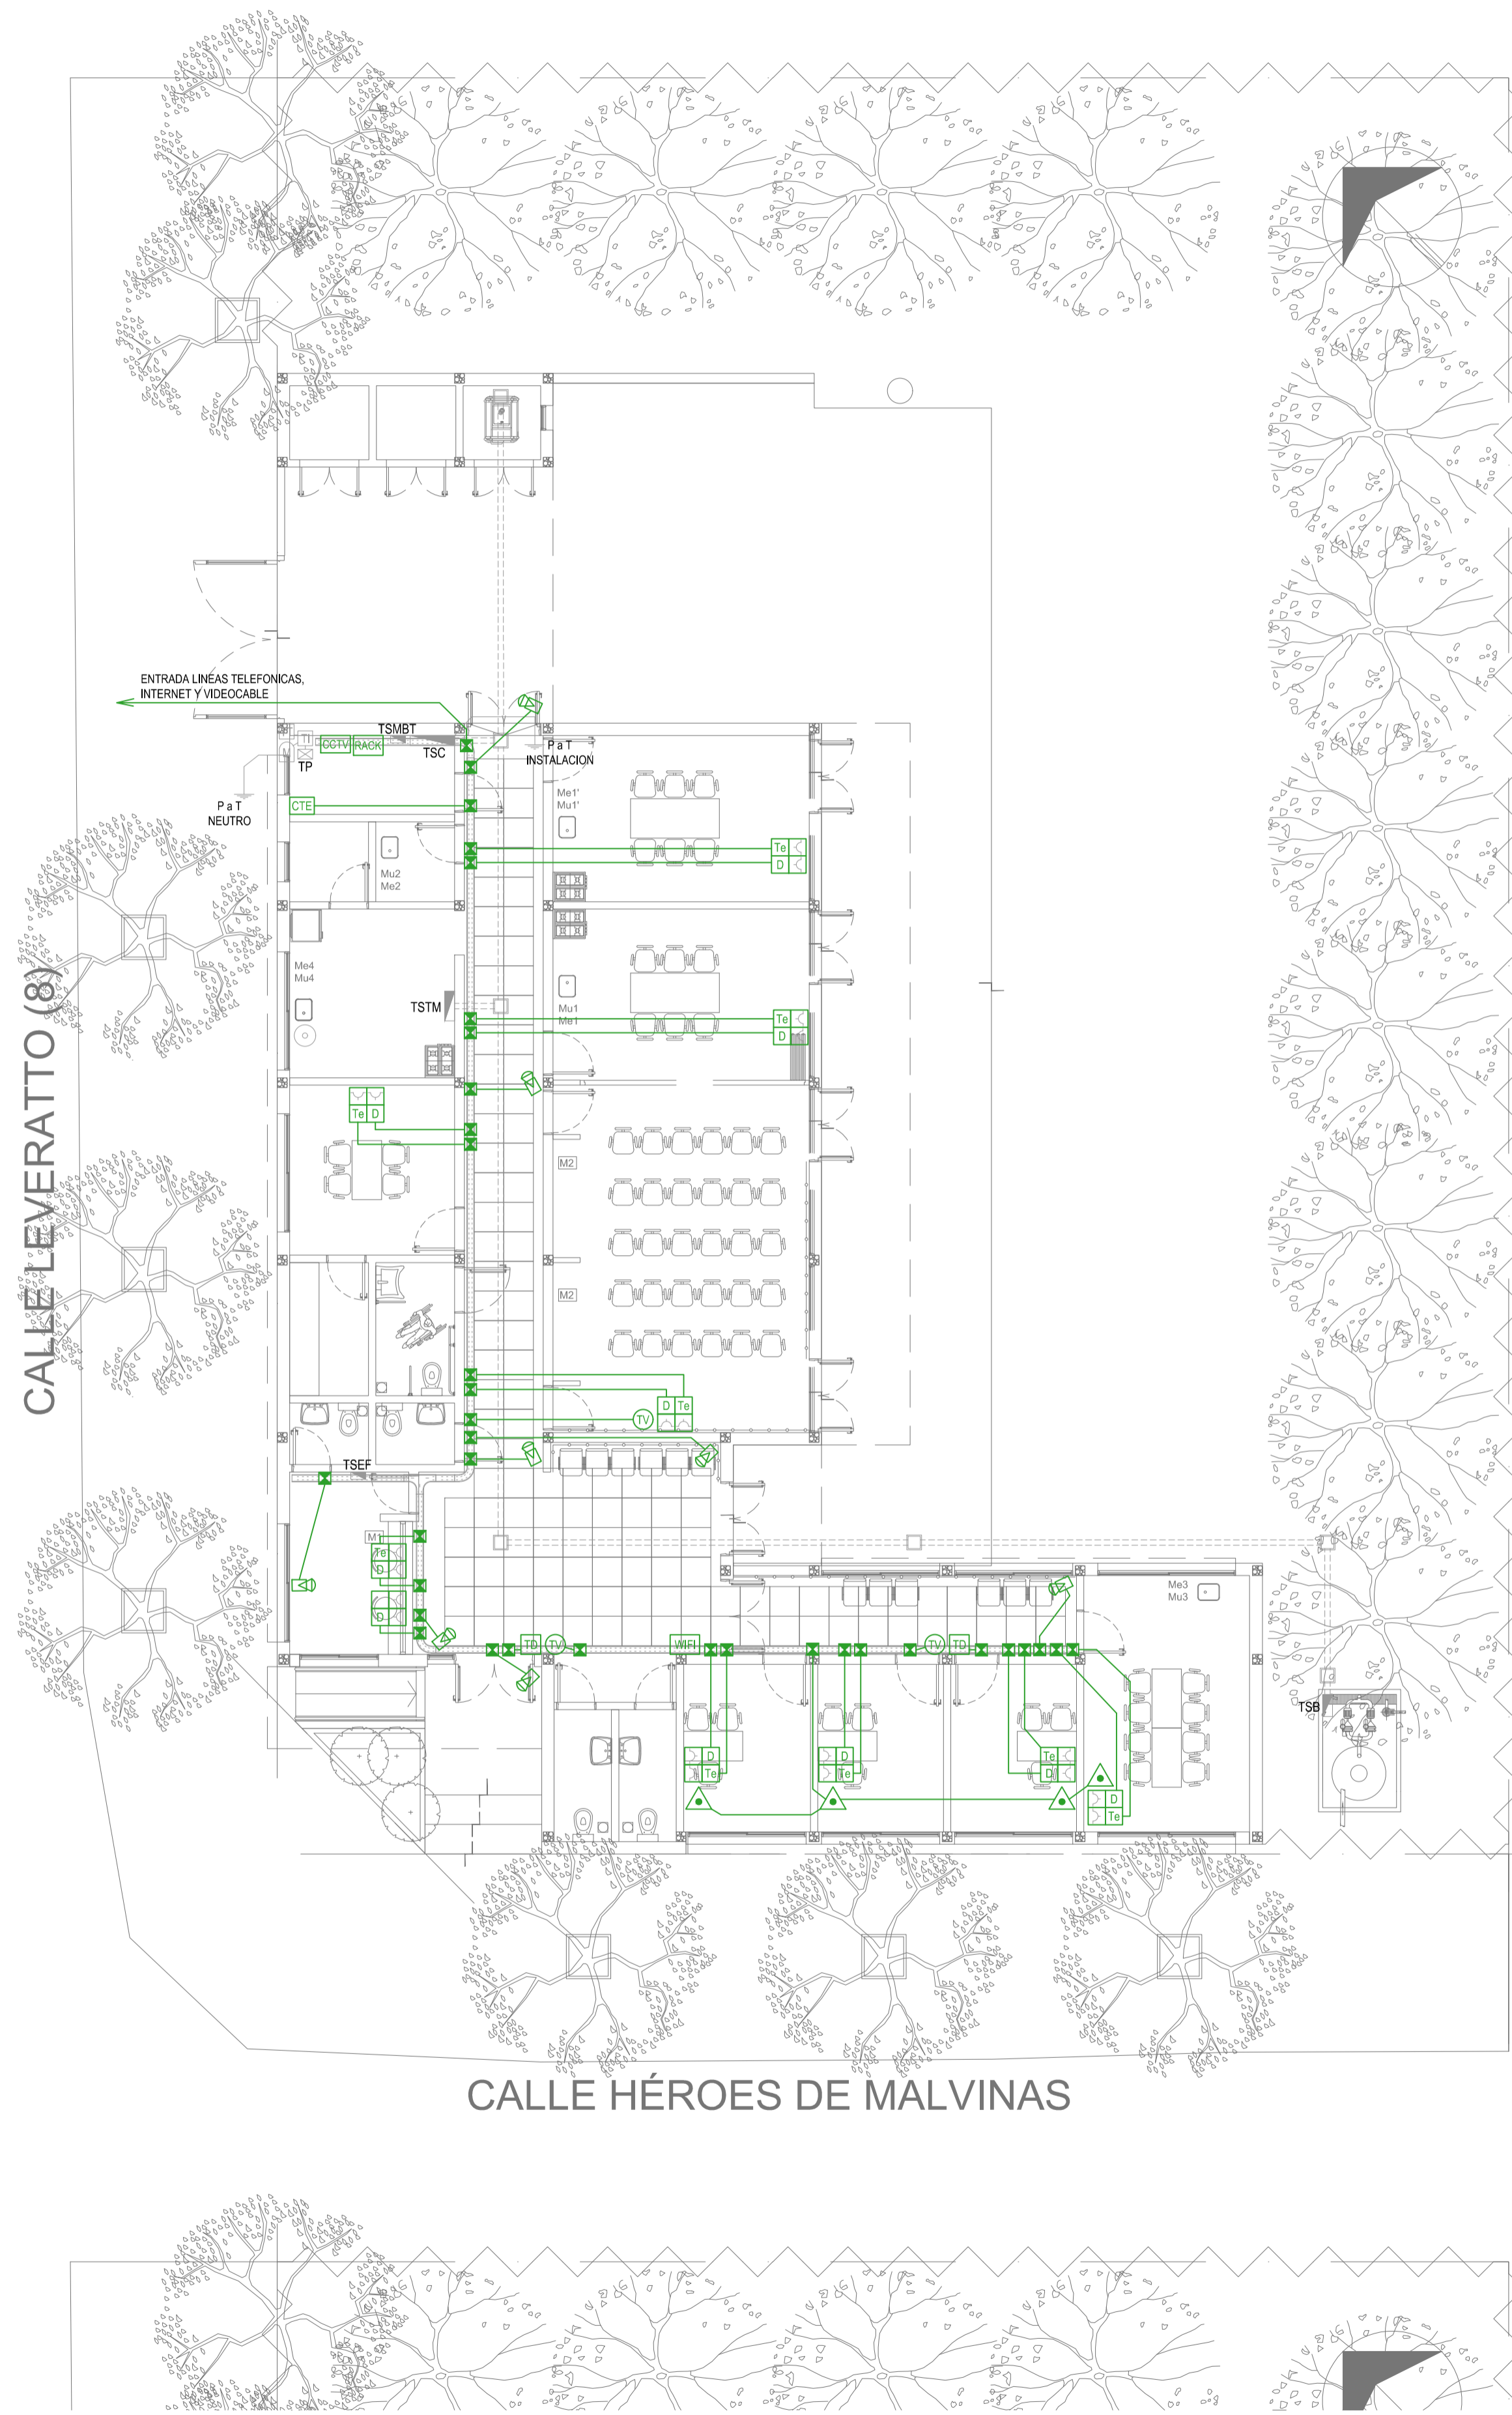 ENTRADA LINEAS TELEFONICAS,
INTERNET Y VIDEOCABLE
TSMBT
TI
CCTV
RACK
TSC
TP
P a T
INSTALACION
CTE
P a T
NEUTRO
Me1'
Mu1'
Te
D
Mu2
Me2
Me4
Mu4
TSTM
Mu1
Me1
Te
D
Te
D
M2
M2
CALLE LEVERATTO (8)
D
Te
TV
TSEF
M1
Te
D
D
Me3
Mu3
TD
TV
WIFI
TV
TD
TSB
D
Te
D
Te
Te
D
D
Te
CALLE HÉROES DE MALVINAS